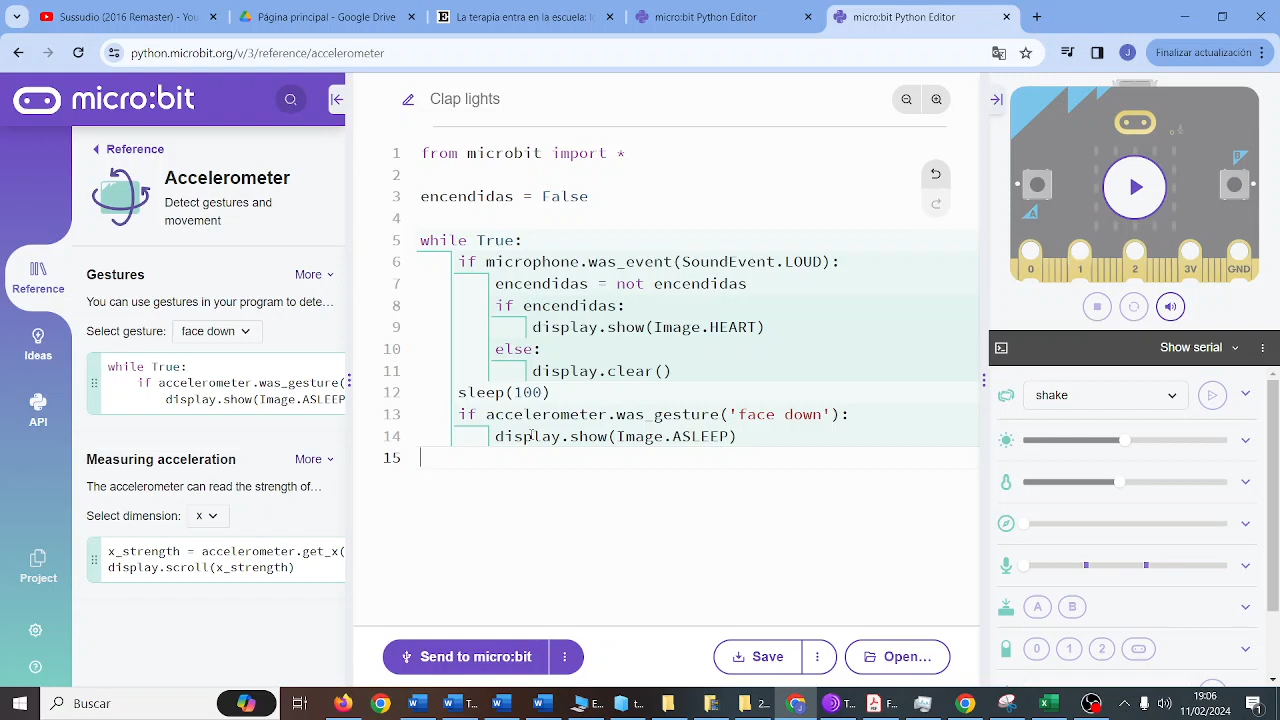 Sissudd (2010 Remaster) - You
Página principal - Google Drive
E
La terapia entra en la escuela: lo
micro:bit Python Editor
micro:bit Python Editor
python.microbit.org/v/3/reference/accelerometer
J
Finalizar actualización
micro:bit
Reference
Accelerometer
Detect gestures and
movement
Gestures
More
You can use gestures in your program to dete...
Select gesture:
face down
while True:
if accelerometer.was_gesture(
display.show(Image.ASLEEP
Measuring acceleration
More
The accelerometer can read the strength of...
Select dimension:
x
x_strength = accelerometer.get_x(
display.scroll(x_strength)
Reference
Ideas
API
Project
Clap lights
1 from microbit import *
2
3 encendidas = False
4
5 while True:
6 if microphone.was_event(SoundEvent.LOUD):
7 encendidas = not encendidas
8 if encendidas:
9 display.show(Image.HEART)
10 else:
11 display.clear()
12 sleep(100)
13 if accelerometer.was_gesture('face down'):
14 display.show(Image.ASLEEP)
15
Send to micro:bit
Save
Open...
A
B
0 1 2 3V GND
Show serial
shake
A B
0 1 2
Buscar
19:06
11/02/2024